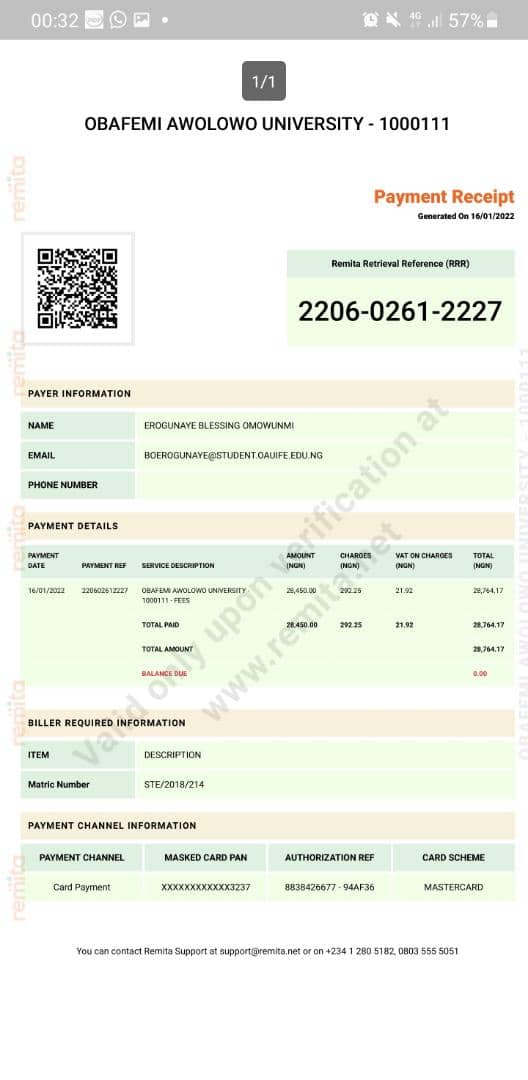 00:32 4G 57%
1/1
OBAFEMI AWOLOWO UNIVERSITY - 1000111
remita
Payment Receipt
Generated On 16/01/2022
Remita Retrieval Reference (RRR)
2206-0261-2227
remita
PAYER INFORMATION
NAME EROGUNAYE BLESSING OMOWUNMI
EMAIL BOEROGUNAYE@STUDENT.OAUIFE.EDU.NG
PHONE NUMBER
remita
PAYMENT DETAILS
PAYMENT DATE PAYMENT REF SERVICE DESCRIPTION AMOUNT (NGN) CHARGES (NGN) VAT ON CHARGES (NGN) TOTAL (NGN)
16/01/2022 220602612227 OBAFEMI AWOLOWO UNIVERSITY - 28,450.00 292.25 21.92 28,764.17
1000111 - FEES
TOTAL PAID 28,450.00 292.25 21.92 28,764.17
TOTAL AMOUNT 28,764.17
BALANCE DUE 0.00
Valid only upon verification at
www.remita.net
OBAFEMI AWOLOWO UNIVERSITY - 1000111
remita
BILLER REQUIRED INFORMATION
ITEM DESCRIPTION
Matric Number STE/2018/214
PAYMENT CHANNEL INFORMATION
PAYMENT CHANNEL MASKED CARD PAN AUTHORIZATION REF CARD SCHEME
Card Payment XXXXXXXXXXXX3237 8838426677 - 94AF36 MASTERCARD
remita
You can contact Remita Support at support@remita.net or on +234 1 280 5182, 0803 555 5051